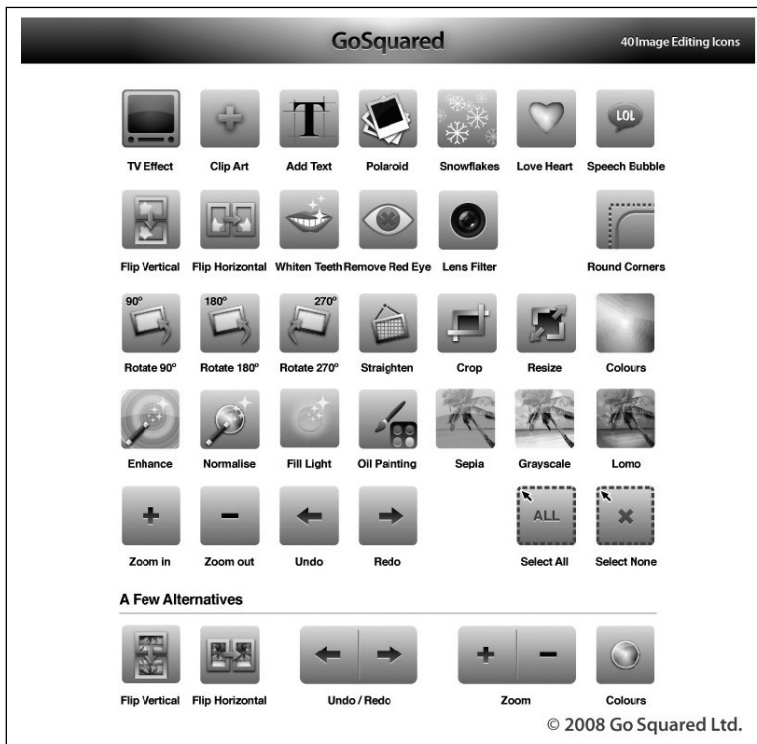 GoSquared
40 Image Editing Icons
T
LOL
TV Effect Clip Art Add Text Polaroid Snowflakes Love Heart Speech Bubble
Flip Vertical Flip Horizontal Whiten Teeth Remove Red Eye Lens Filter Round Corners
90° 180° 270°
Rotate 90° Rotate 180° Rotate 270° Straighten Crop Resize Colours
Enhance Normalise Fill Light Oil Painting Sepia Grayscale Lomo
ALL
Zoom in Zoom out Undo Redo Select All Select None
A Few Alternatives
Flip Vertical Flip Horizontal Undo / Redo Zoom Colours
© 2008 Go Squared Ltd.